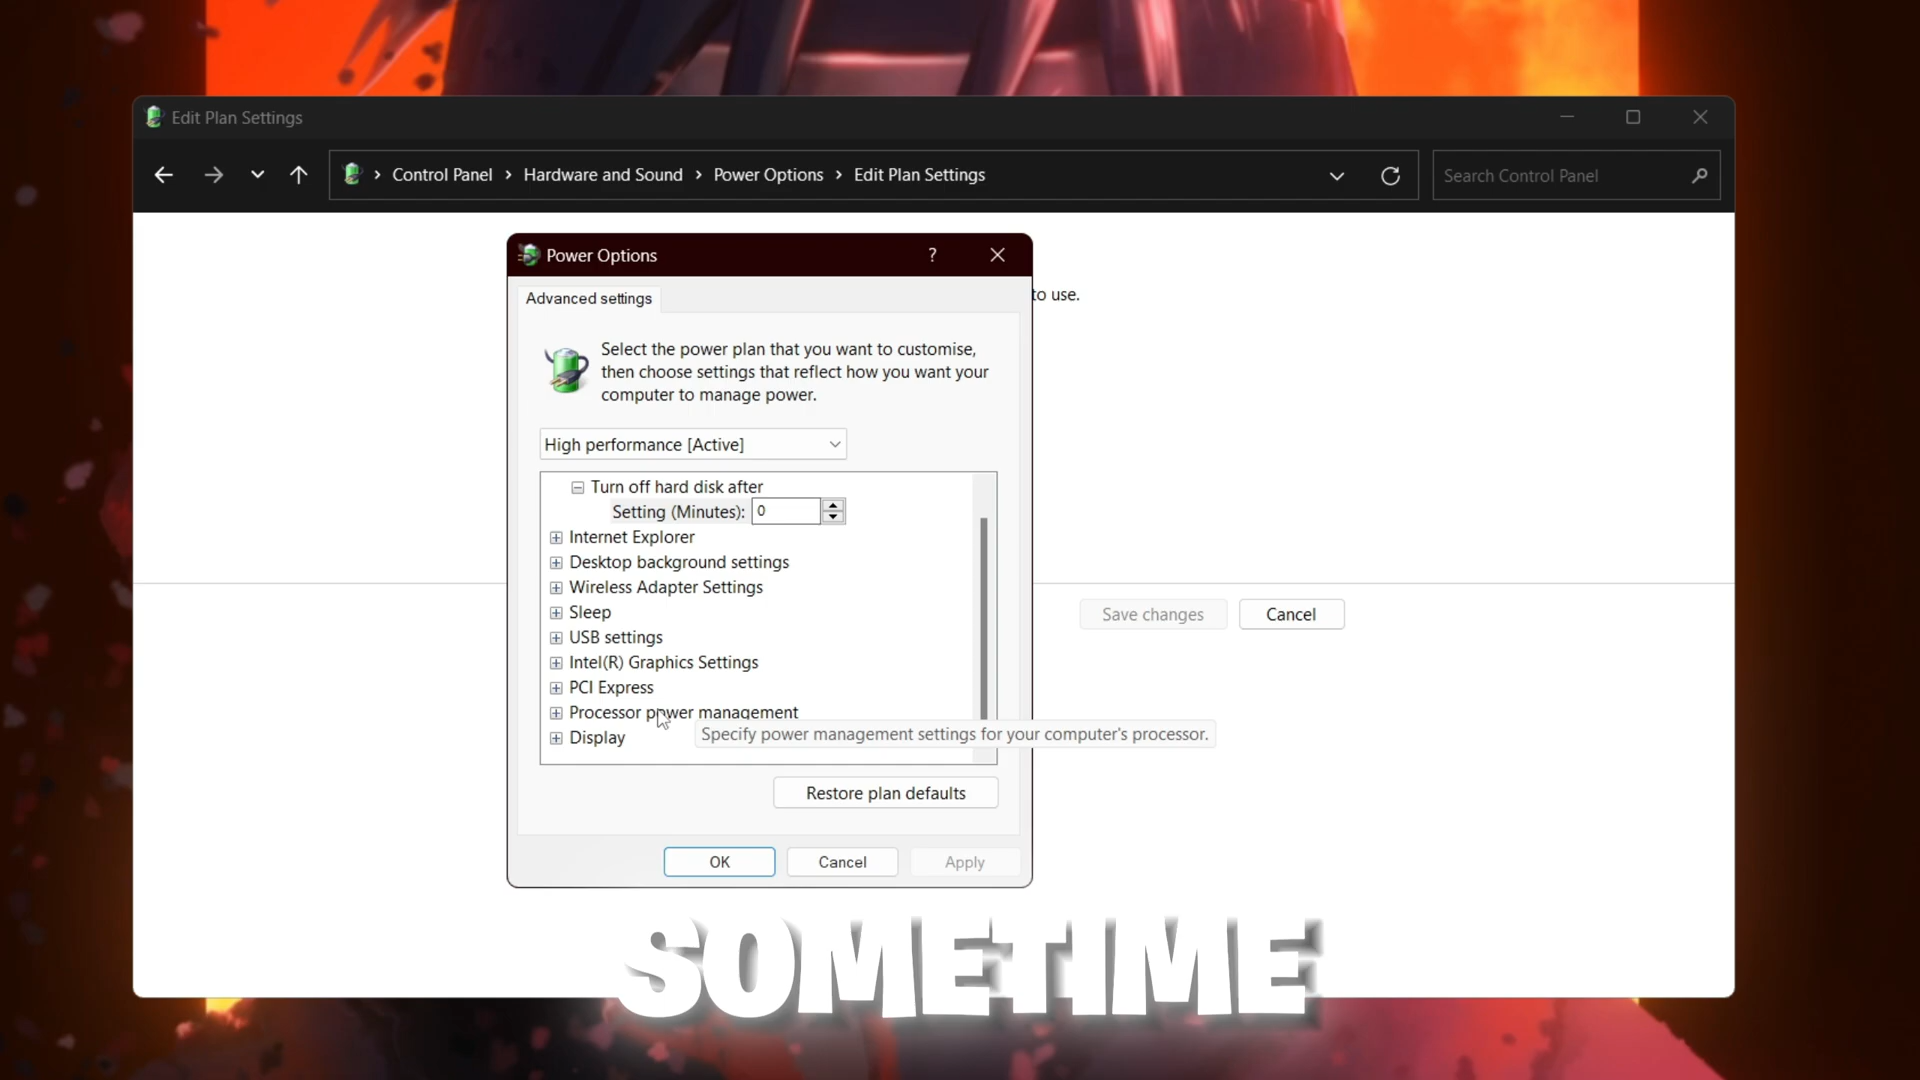 Edit Plan Settings
Control Panel > Hardware and Sound > Power Options > Edit Plan Settings
Search Control Panel
Power Options
?
Advanced settings
to use.
Select the power plan that you want to customise,
then choose settings that reflect how you want your
computer to manage power.
High performance [Active]
Turn off hard disk after
Setting (Minutes): 0
Internet Explorer
Desktop background settings
Wireless Adapter Settings
Sleep
USB settings
Intel(R) Graphics Settings
PCI Express
Processor power management
Display
Specify power management settings for your computer's processor.
Save changes
Cancel
Restore plan defaults
OK
Cancel
Apply
SOMETIME